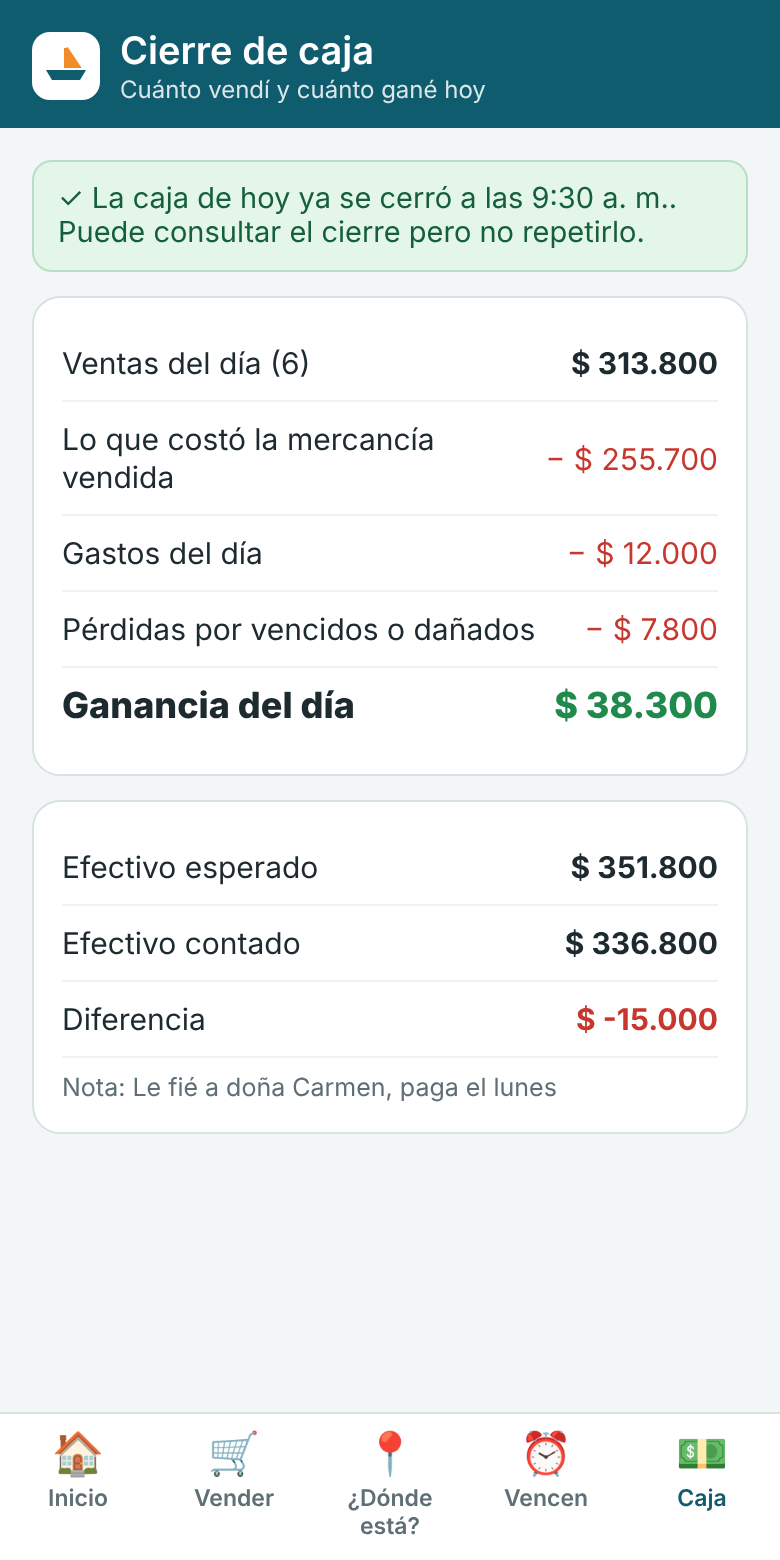 Cierre de caja
Cuánto vendí y cuánto gané hoy
✓ La caja de hoy ya se cerró a las 9:30 a. m..
Puede consultar el cierre pero no repetirlo.
Ventas del día (6) $ 313.800
Lo que costó la mercancía
vendida − $ 255.700
Gastos del día − $ 12.000
Pérdidas por vencidos o dañados − $ 7.800
Ganancia del día $ 38.300
Efectivo esperado $ 351.800
Efectivo contado $ 336.800
Diferencia $ -15.000
Nota: Le fié a doña Carmen, paga el lunes
Inicio Vender ¿Dónde Vencen Caja
está?